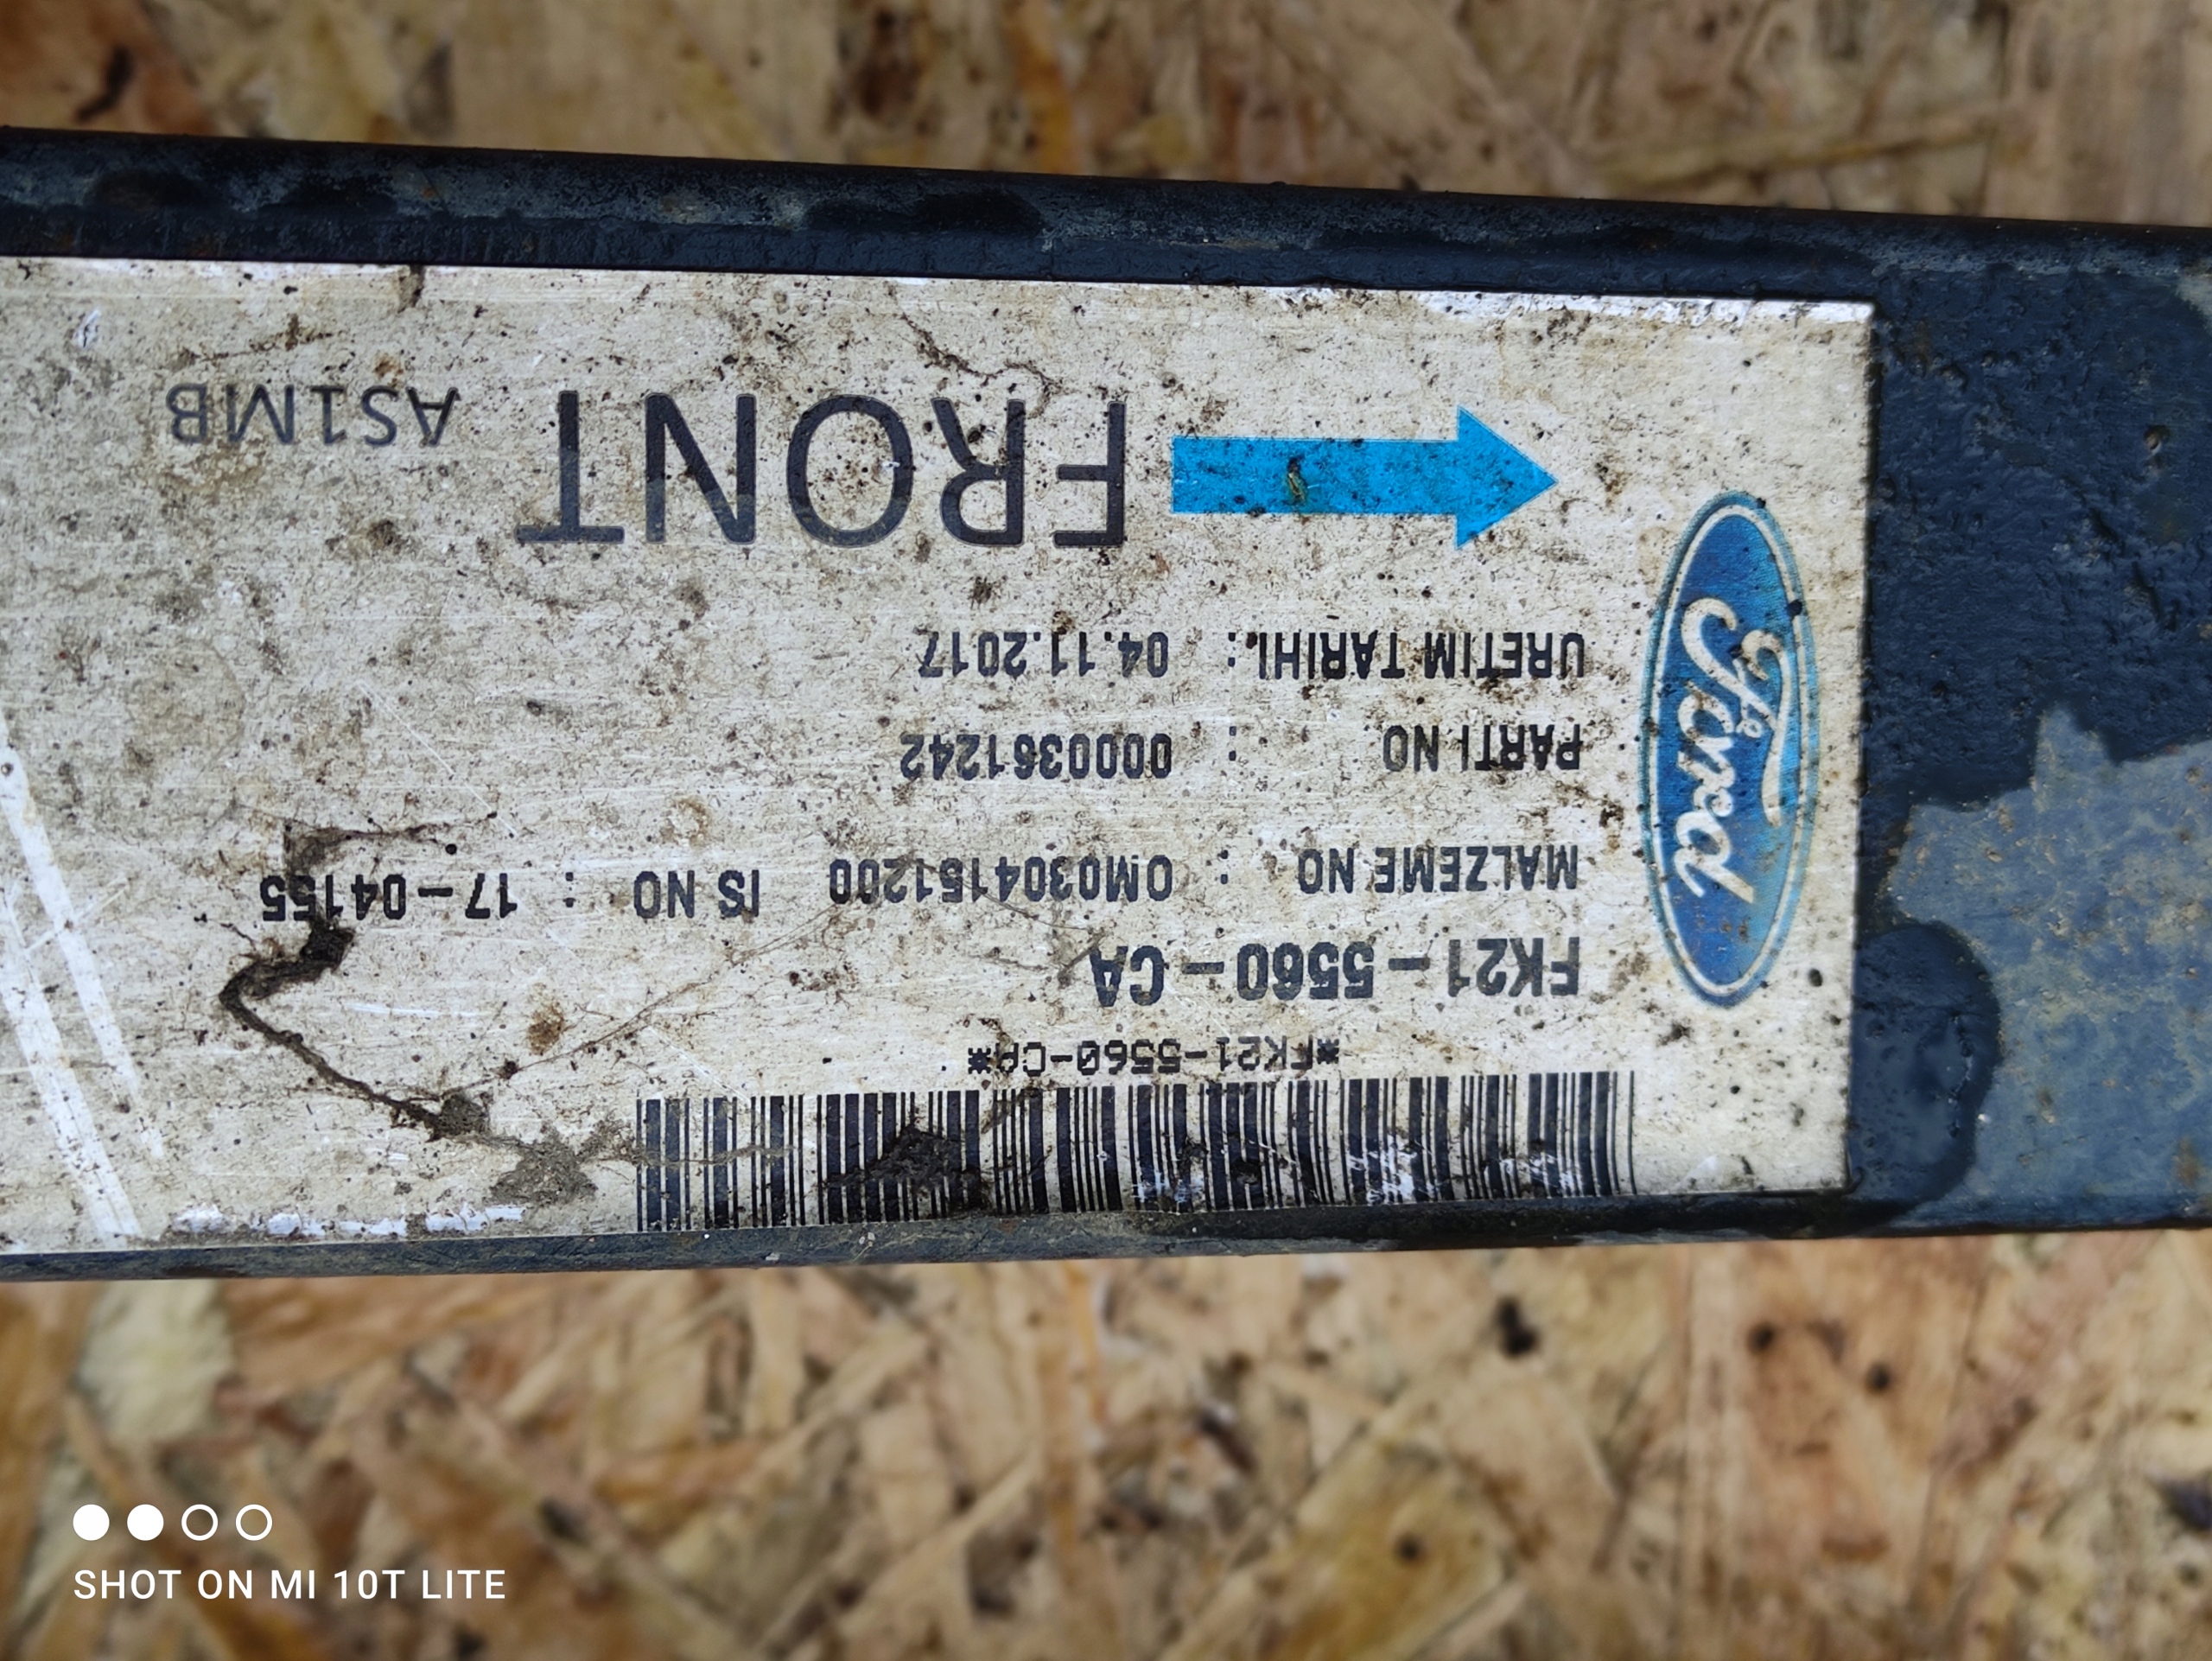 *FK21-5560-CA*
FK21-5560-CA
MALZEME NO : OM0304151200 IS NO : 17-04155
PARTI NO : 0000361242
URETIM TARIHI.: 04.11.2017
FRONT AS1MB
Ford
SHOT ON MI 10T LITE